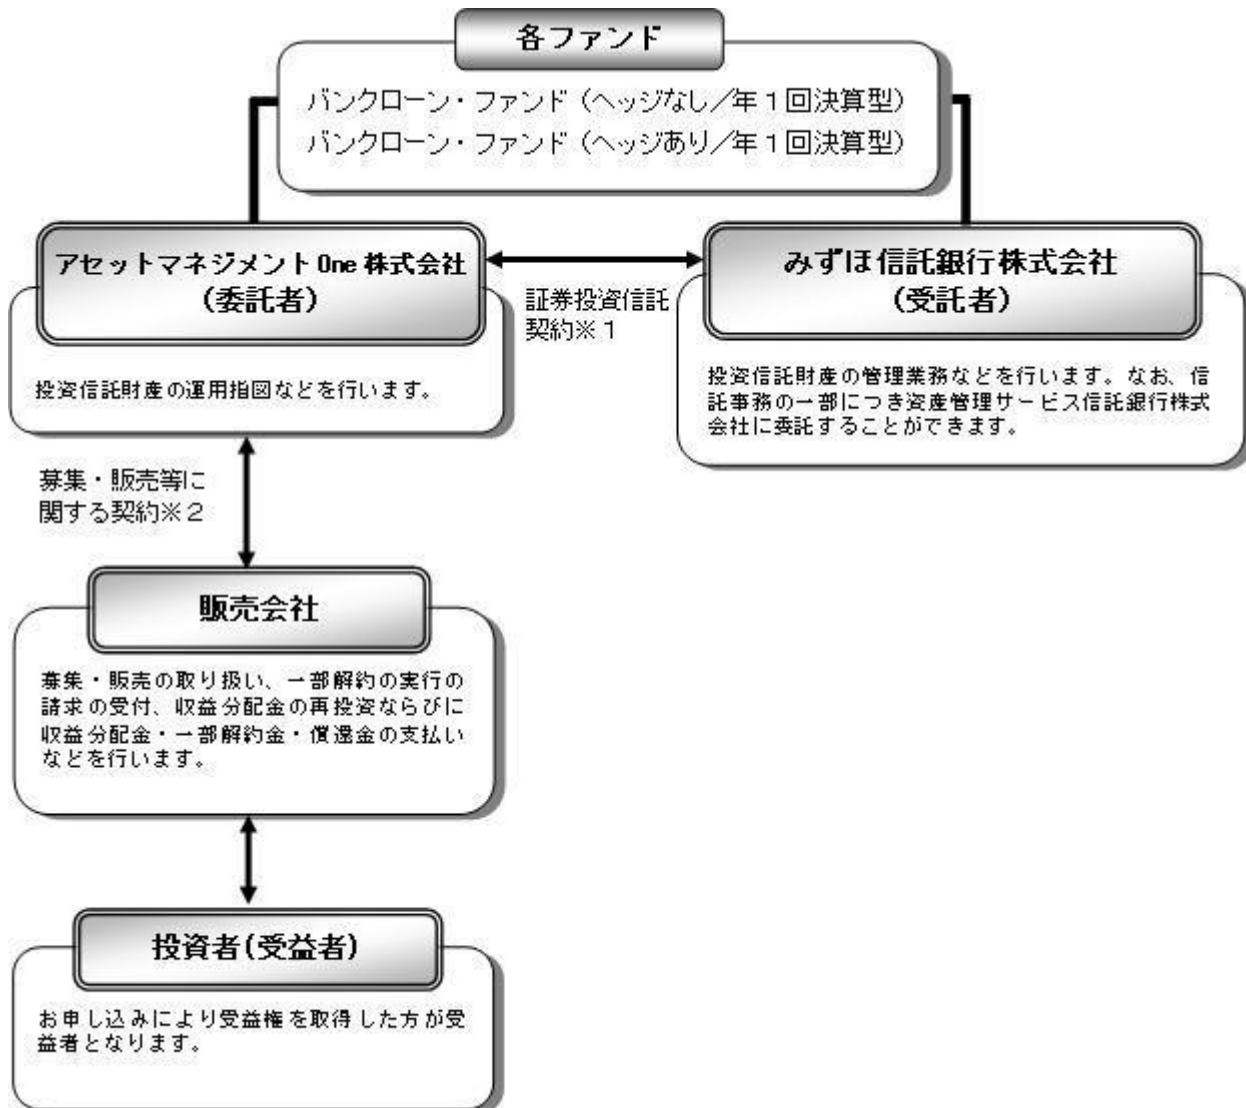 各ファンド
バンクローン・ファンド（ヘッジなし／年１回決算型）
バンクローン・ファンド（ヘッジあり／年１回決算型）
アセットマネジメントOne株式会社
（委託者）
投資信託財産の運用指図などを行います。
証券投資信託
契約※１
みずほ信託銀行株式会社
（受託者）
投資信託財産の管理業務などを行います。なお、信
託事務の一部につき資産管理サービス信託銀行株式
会社に委託することができます。
募集・販売等に
関する契約※２
販売会社
募集・販売の取り扱い、一部解約の実行の
請求の受付、収益分配金の再投資ならびに
収益分配金・一部解約金・償還金の支払い
などを行います。
投資者（受益者）
お申し込みにより受益権を取得した方が受
益者となります。